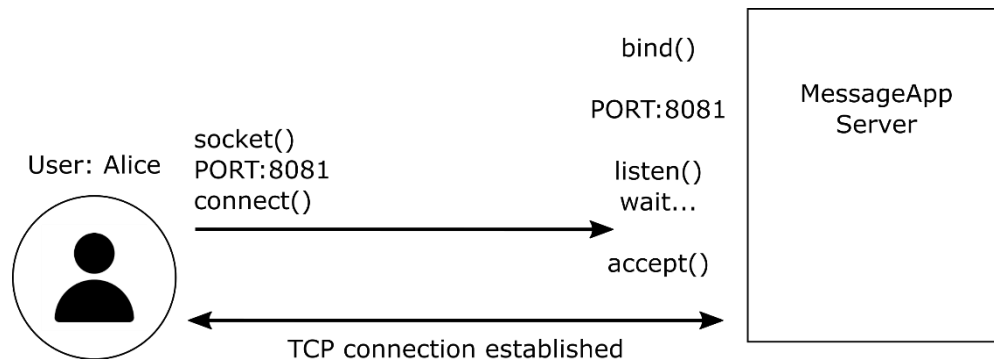 User: Alice
socket()
PORT:8081
connect()
bind()
PORT:8081
listen()
wait...
accept()
MessageApp
Server
TCP connection established